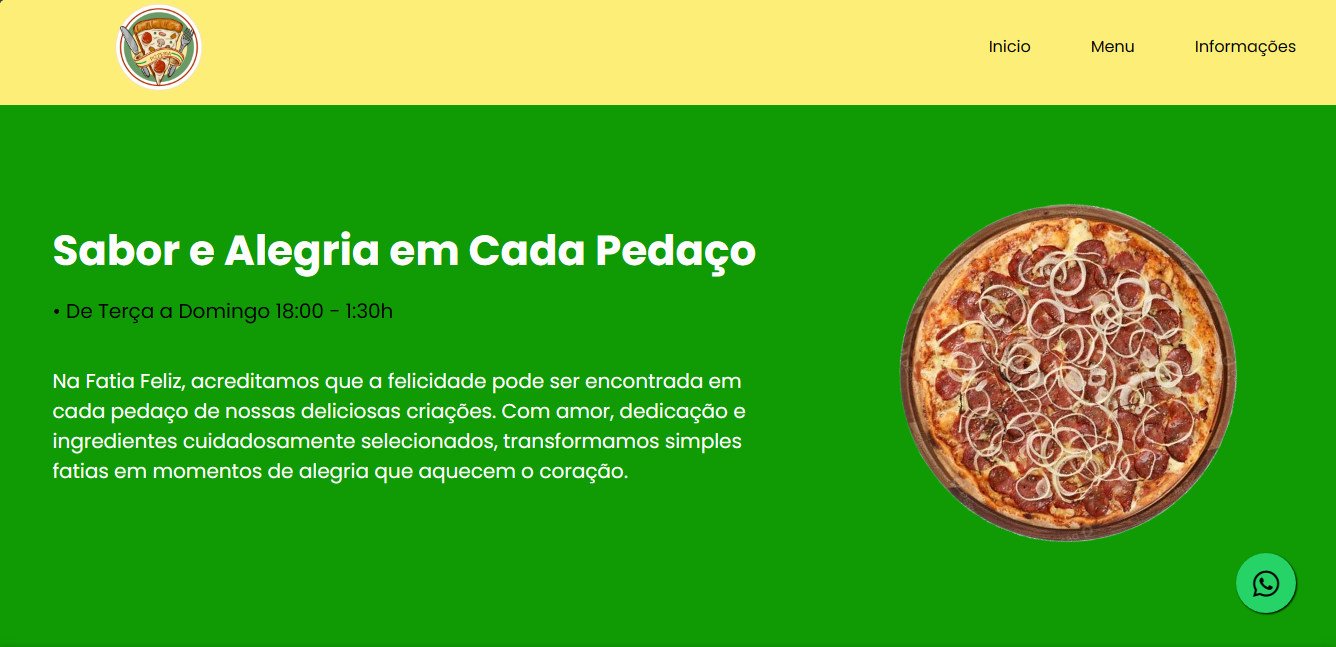 Inicio
Menu
Informações
Sabor e Alegria em Cada Pedaço
• De Terça a Domingo 18:00 - 1:30h
Na Fatia Feliz, acreditamos que a felicidade pode ser encontrada em
cada pedaço de nossas deliciosas criações. Com amor, dedicação e
ingredientes cuidadosamente selecionados, transformamos simples
fatias em momentos de alegria que aquecem o coração.